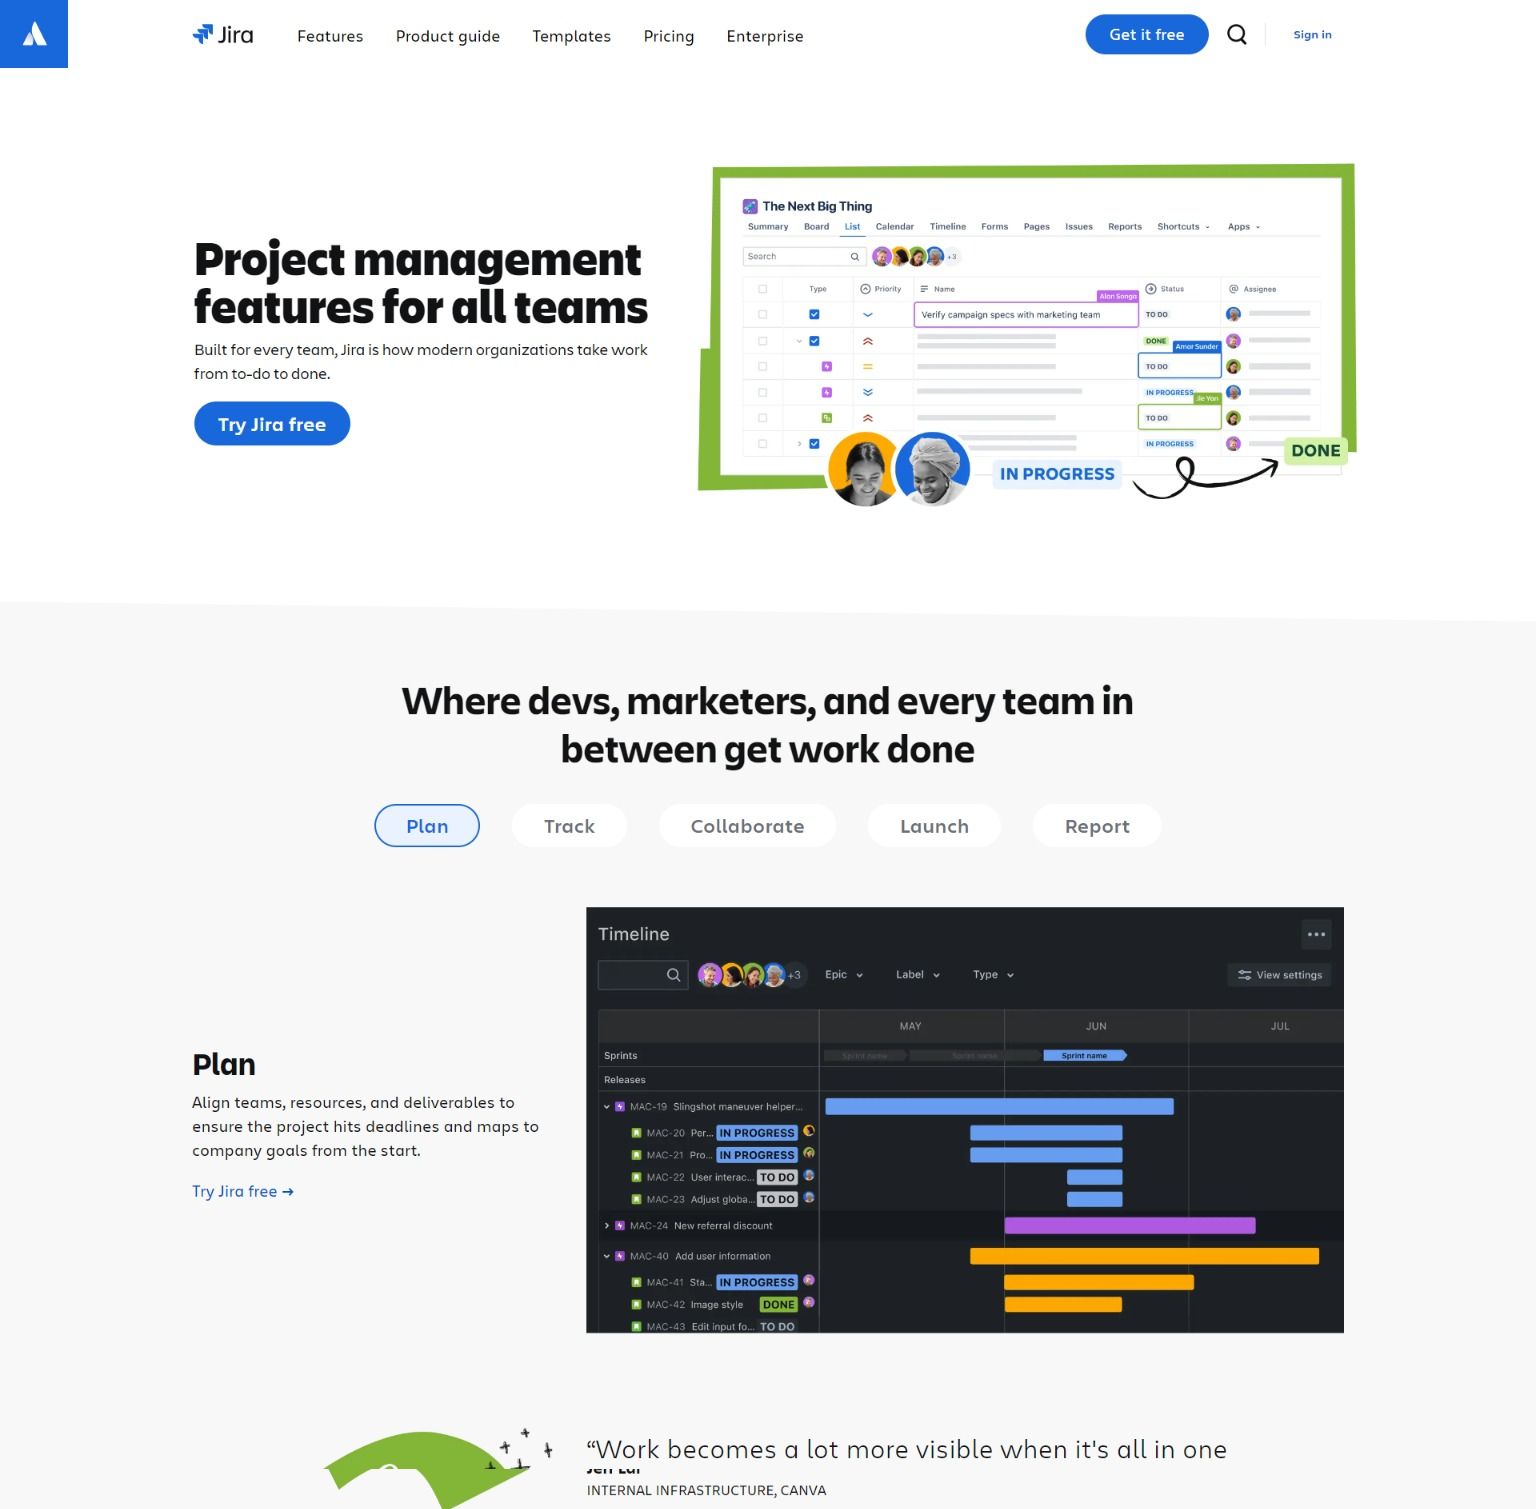 Jira
Features
Product guide
Templates
Pricing
Enterprise
Get it free
Sign in
Project management
features for all teams
Built for every team, Jira is how modern organizations take work
from to-do to done.
Try Jira free
The Next Big Thing
Summary Board List Calendar Timeline Forms Pages Issues Reports Shortcuts Apps
Search
+3
Type Priority Name Status Assignee
Alan Songa
Verify campaign specs with marketing team
TO DO
DONE
Amar Sunder
TO DO
IN PROGRESS
Jie Yan
TO DO
IN PROGRESS
IN PROGRESS
DONE
Where devs, marketers, and every team in
between get work done
Plan
Track
Collaborate
Launch
Report
Plan
Align teams, resources, and deliverables to
ensure the project hits deadlines and maps to
company goals from the start.
Try Jira free →
Timeline
+3
Epic
Label
Type
View settings
MAY JUN JUL
Sprints Sprint name Sprint name Sprint name
Releases
MAC-19 Slingshot maneuver helper...
MAC-20 Per... IN PROGRESS
MAC-21 Pro... IN PROGRESS
MAC-22 User interac... TO DO
MAC-23 Adjust globa... TO DO
MAC-24 New referral discount
MAC-40 Add user information
MAC-41 Sta... IN PROGRESS
MAC-42 Image style DONE
MAC-43 Edit input fo... TO DO
“Work becomes a lot more visible when it's all in one
INTERNAL INFRASTRUCTURE, CANVA